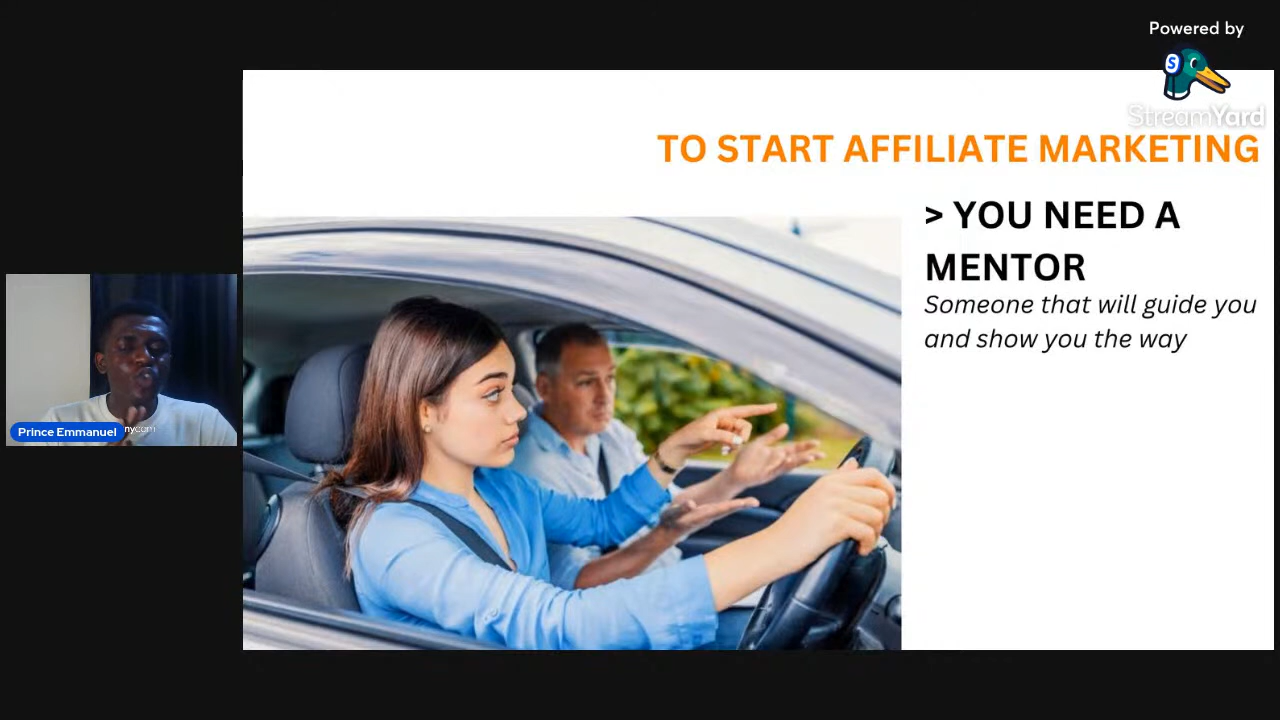 Powered by
StreamYard
TO START AFFILIATE MARKETING
> YOU NEED A
MENTOR
Someone that will guide you
and show you the way
Prince Emmanuel
nycom